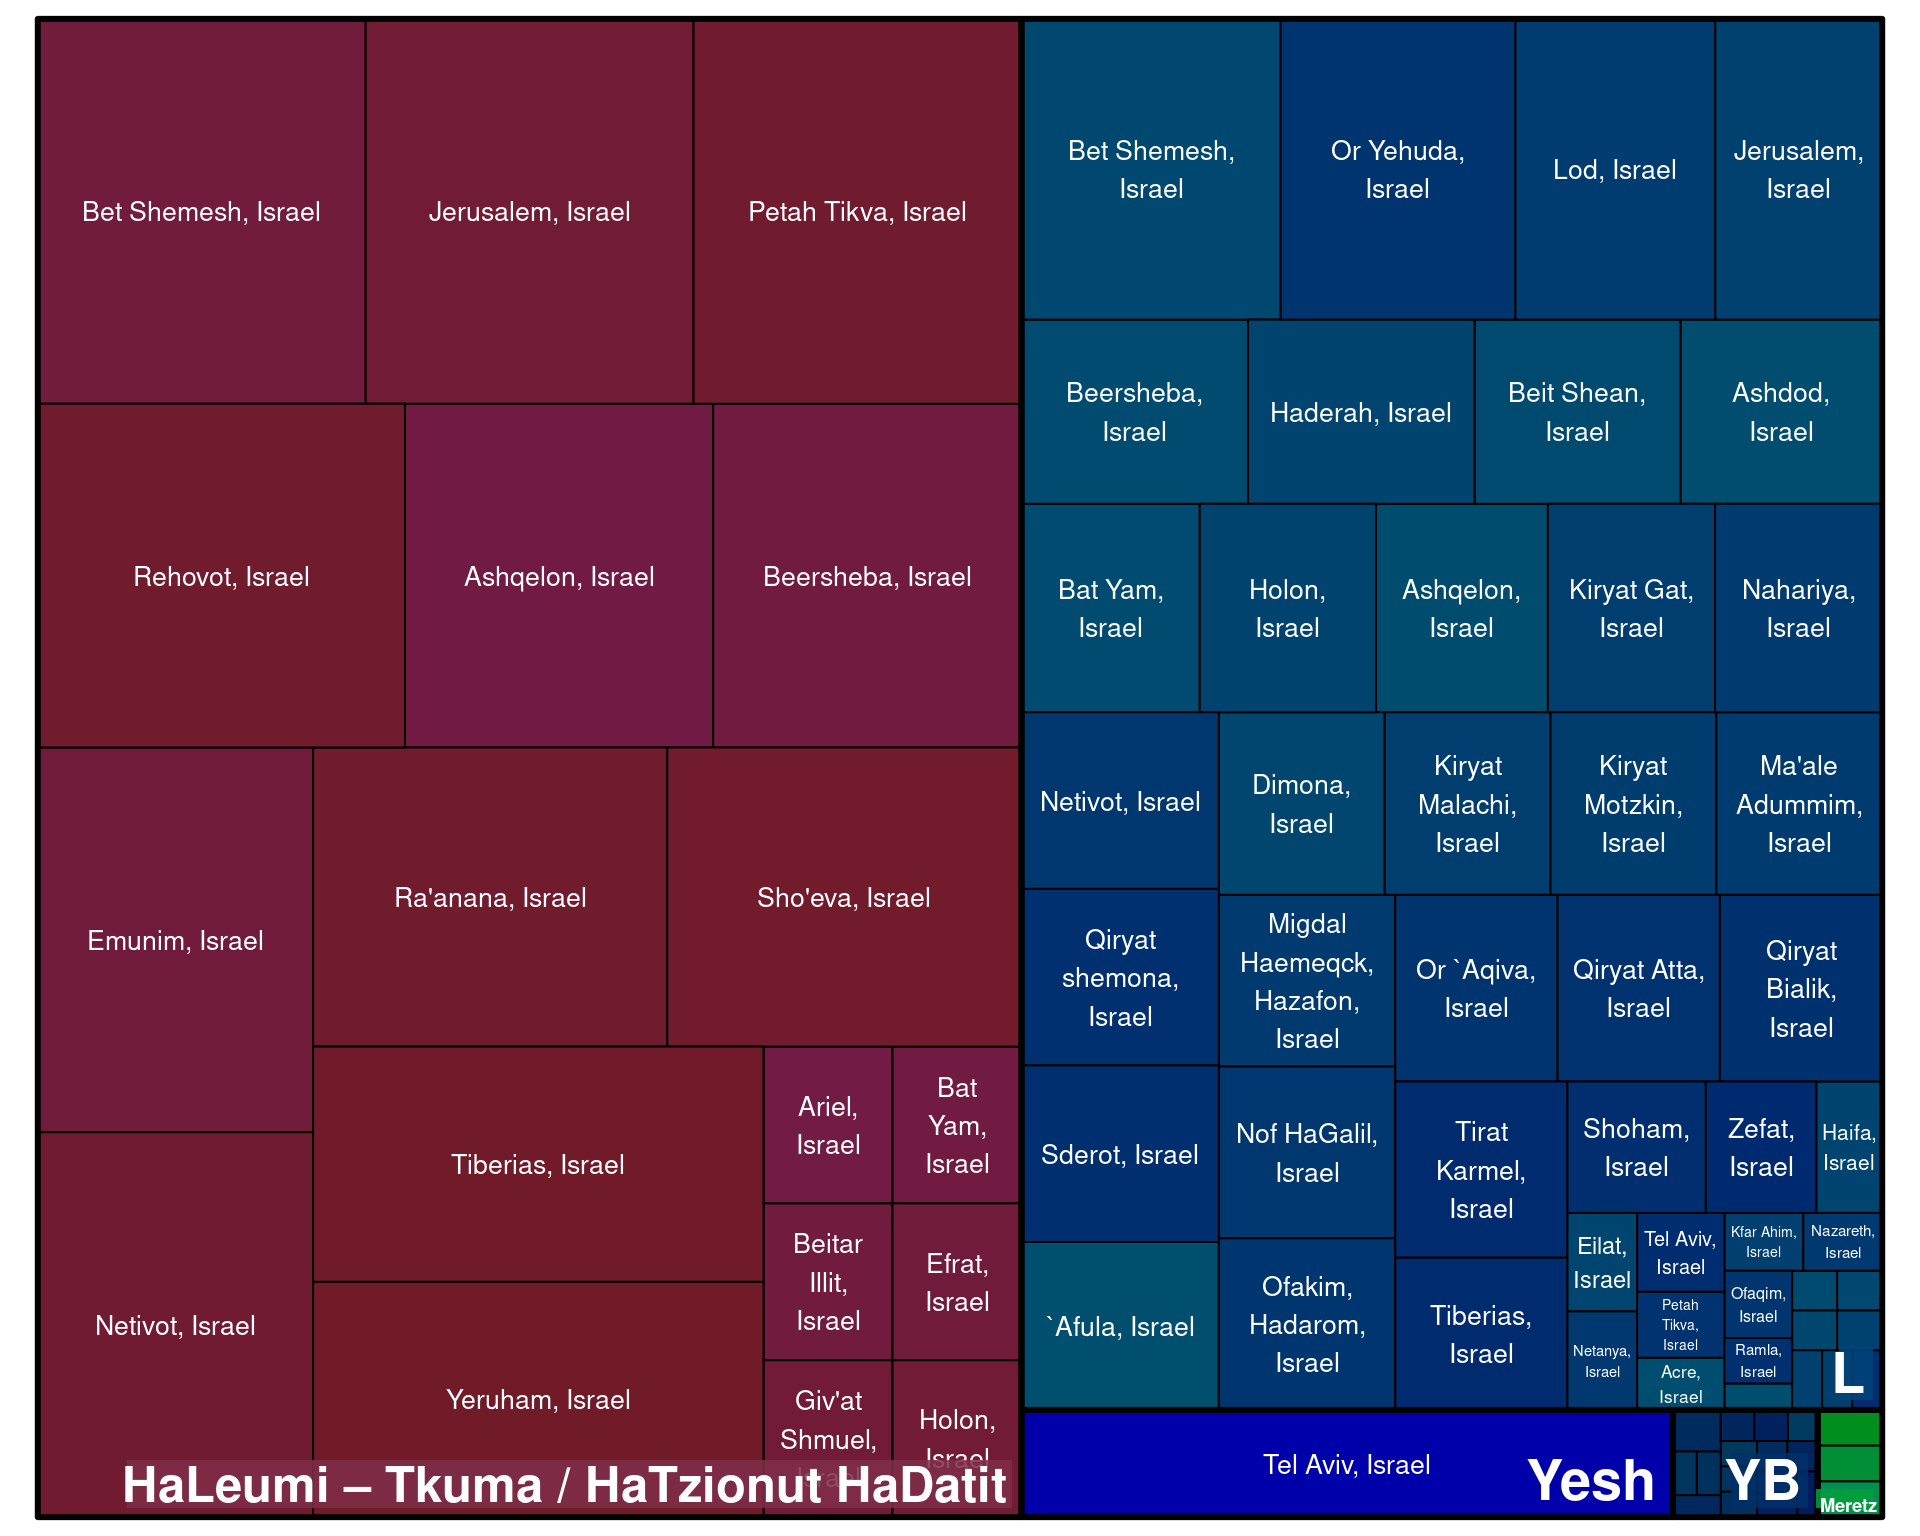 Bet Shemesh, Israel
Jerusalem, Israel
Petah Tikva, Israel
Rehovot, Israel
Ashqelon, Israel
Beersheba, Israel
Emunim, Israel
Ra'anana, Israel
Sho'eva, Israel
Netivot, Israel
Tiberias, Israel
Yeruham, Israel
Ariel,
Israel
Bat
Yam,
Israel
Beitar
Illit,
Israel
Efrat,
Israel
Giv'at
Shmuel,
Israel
Holon,
Israel
HaLeumi – Tkuma / HaTzionut HaDatit
Bet Shemesh,
Israel
Or Yehuda,
Israel
Lod, Israel
Jerusalem,
Israel
Beersheba,
Israel
Haderah, Israel
Beit Shean,
Israel
Ashdod,
Israel
Bat Yam,
Israel
Holon,
Israel
Ashqelon,
Israel
Kiryat Gat,
Israel
Nahariya,
Israel
Netivot, Israel
Dimona,
Israel
Kiryat
Malachi,
Israel
Kiryat
Motzkin,
Israel
Ma'ale
Adummim,
Israel
Qiryat
shemona,
Israel
Migdal
Haemeqck,
Hazafon,
Israel
Or `Aqiva,
Israel
Qiryat Atta,
Israel
Qiryat
Bialik,
Israel
Sderot, Israel
Nof HaGalil,
Israel
Tirat
Karmel,
Israel
Shoham,
Israel
Zefat,
Israel
Haifa,
Israel
`Afula, Israel
Ofakim,
Hadarom,
Israel
Tiberias,
Israel
Eilat,
Israel
Tel Aviv,
Israel
Kfar Ahim,
Israel
Nazareth,
Israel
Netanya,
Israel
Petah
Tikva,
Israel
Ofaqim,
Israel
Ramla,
Israel
Acre,
Israel
L
Tel Aviv, Israel
Yesh
YB
Meretz